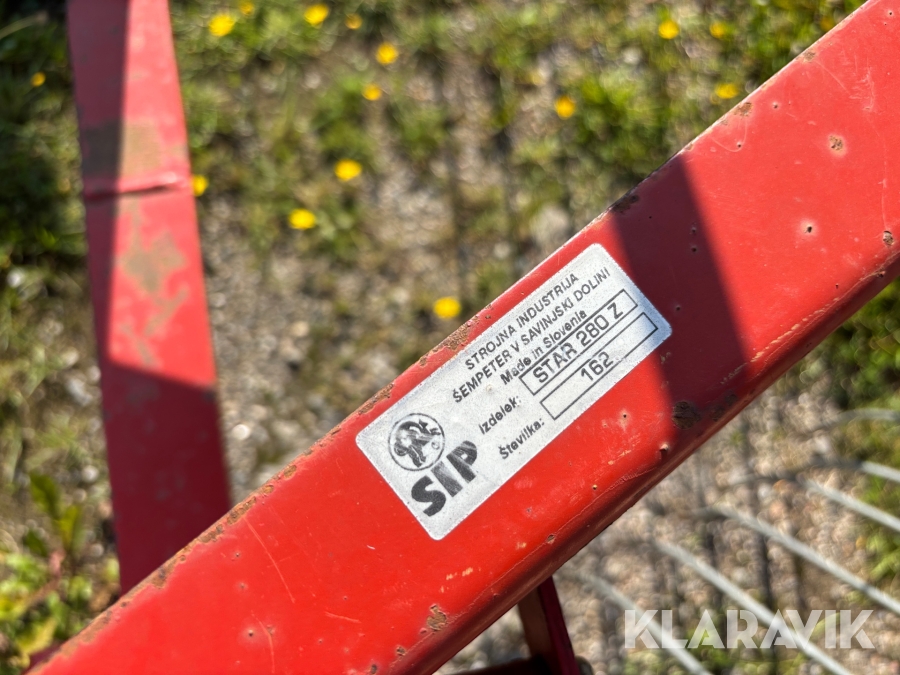 STROJNA INDUSTRIJA
ŠEMPETER V SAVINJSKI DOLINI
Made in Slovenia
Izdelek: STAR 280 Z
Številka: 162
SIP
KLARAVIK